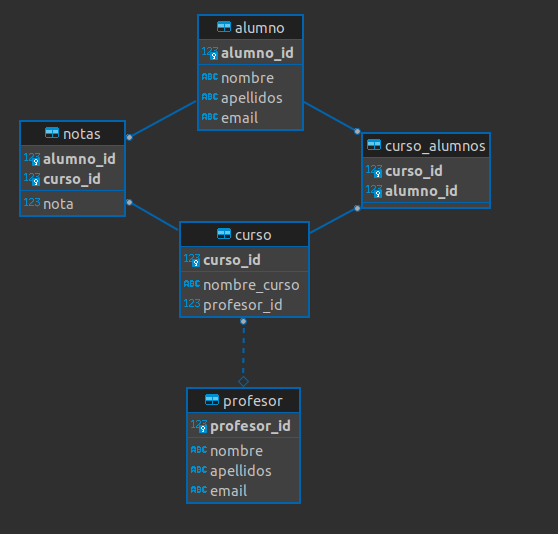 alumno
123 alumno_id
ABC nombre
ABC apellidos
ABC email
notas
123 alumno_id
123 curso_id
123 nota
curso_alumnos
123 curso_id
123 alumno_id
curso
123 curso_id
ABC nombre_curso
123 profesor_id
profesor
123 profesor_id
ABC nombre
ABC apellidos
ABC email